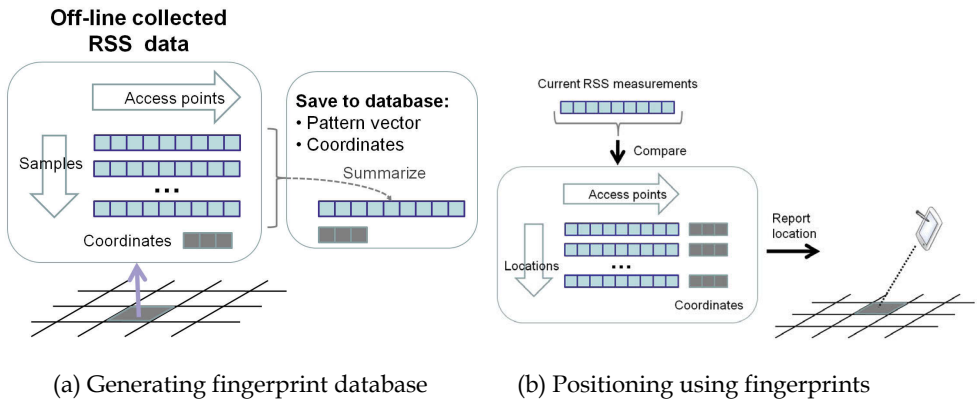 Off-line collected
RSS data
Access points
Samples
...
Coordinates
Save to database:
• Pattern vector
• Coordinates
Summarize
Current RSS measurements
Compare
Access points
Locations
...
Coordinates
Report
location
(a) Generating fingerprint database
(b) Positioning using fingerprints